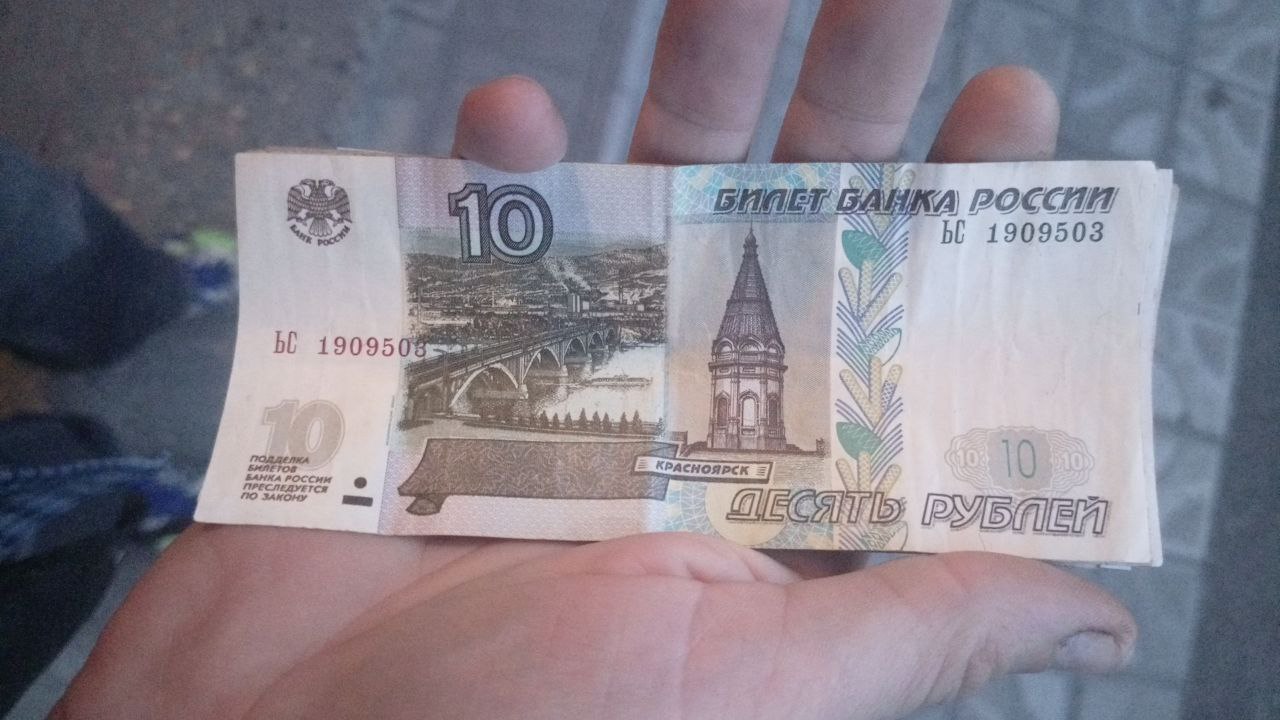 БАНК РОССИИ
10
БИЛЕТ БАНКА РОССИИ
ЬС 1909503
ЬС 1909503
10
ПОДДЕЛКА
БИЛЕТОВ
БАНКА РОССИИ
ПРЕСЛЕДУЕТСЯ
ПО ЗАКОНУ
КРАСНОЯРСК
10 10 10
ДЕСЯТЬ РУБЛЕЙ